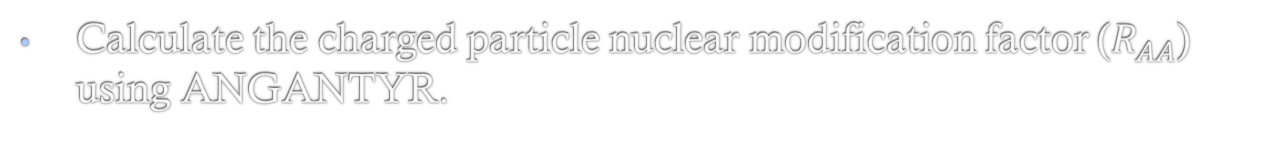 • Calculate the charged particle nuclear modification factor (R_AA)
using ANGANTYR.